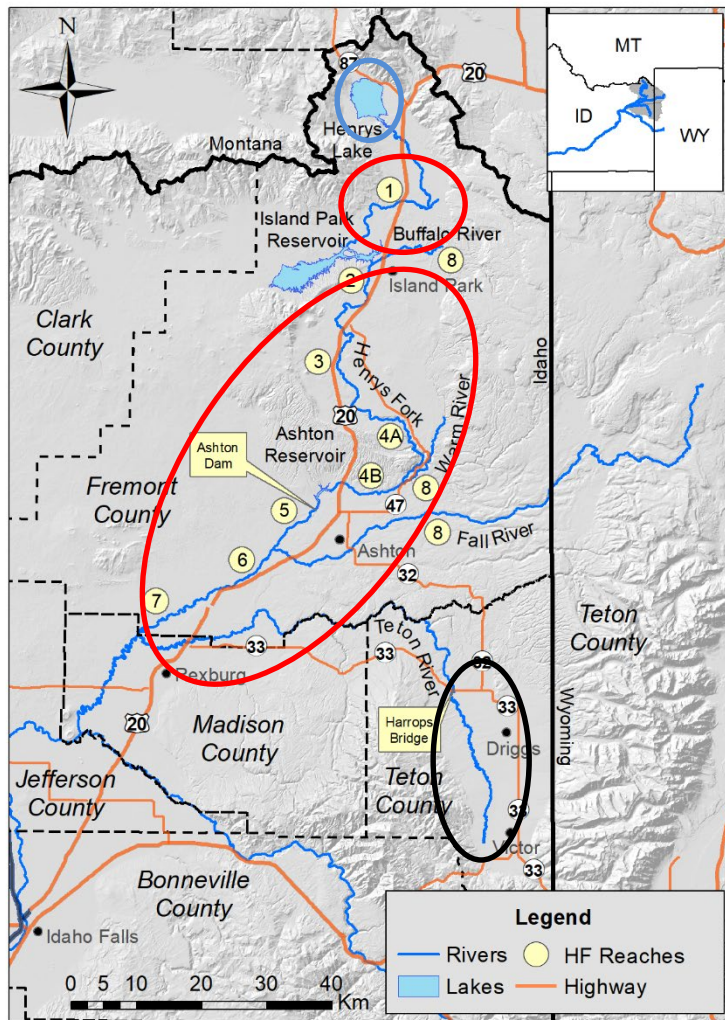 N
MT
ID
WY
87
20
Henrys
Lake
Montana
1
Island Park
Reservoir
Buffalo River
8
2
Island Park
Clark
County
Idaho
3
Henrys Fork
20
Warm River
4A
Ashton
Reservoir
Ashton
Dam
4B
Fremont
County
8
47
5
8
Fall River
Ashton
6
32
7
Teton
County
Teton River
33
33
32
Rexburg
Wyoming
33
20
Madison
County
Harrops
Bridge
Driggs
Jefferson
County
Teton
County
33
Victor
33
Bonneville
County
Idaho Falls
Legend
Rivers
HF Reaches
Lakes
Highway
0 5 10 20 30 40
Km